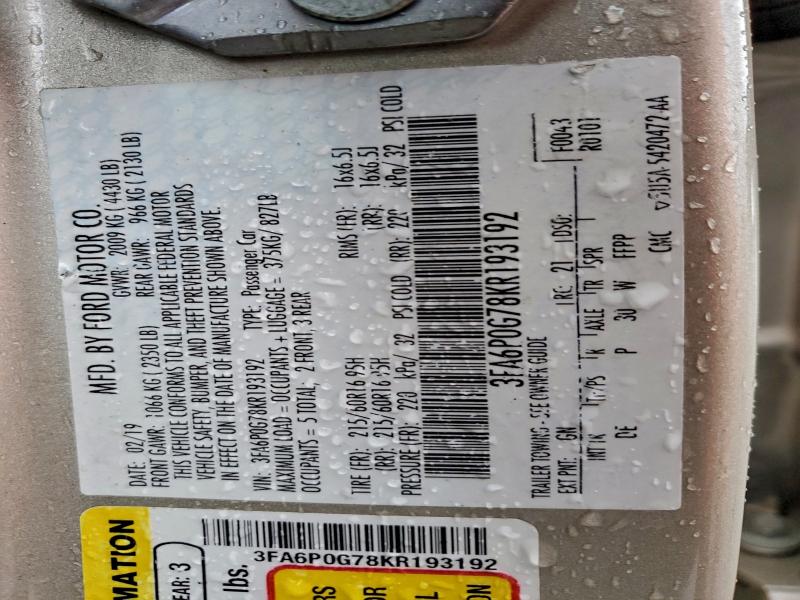 MFD. BY FORD MOTOR CO.
DATE: 02/19 GVWR: 2009 KG (4430 LB)
FRONT GAWR: 1066 KG (2350LB) REAR GAWR: 966 KG (2130 LB)
THIS VEHICLE CONFORMS TO ALL APPLICABLE FEDERAL MOTOR
VEHICLE SAFETY, BUMPER, AND THEFT PREVENTION STANDARDS
IN EFFECT ON THE DATE OF MANUFACTURE SHOWN ABOVE.
VIN: 3FA6P0G78KR193192 TYPE: Passenger Car
MAXIMUM LOAD = OCCUPANTS + LUGGAGE = 375KG/ 827LB
OCCUPANTS = 5 TOTAL; 2 FRONT, 3 REAR
TIRE (FR): 215/60R16 95H RIMS (FR): 16x6.5J
(RR): 215/60R16 95H (RR): 16x6.5J
PRESSURE (FR): 220 kPa/ 32 PSI COLD (RR): 220 kPa/ 32 PSI COLD
3FA6P0G78KR193192
TRAILER TOWING - SEE OWNER GUIDE F0043
EXT PNT: GN RC: 21 DSO: RU101
INT TR TP/PS R AXLE TR SPR
DE P 3U W FFPP
CMC 5420472 AA
MATION
EAR: 3
lbs.
3FA6P0G78KR193192
RS
OR
L
ON